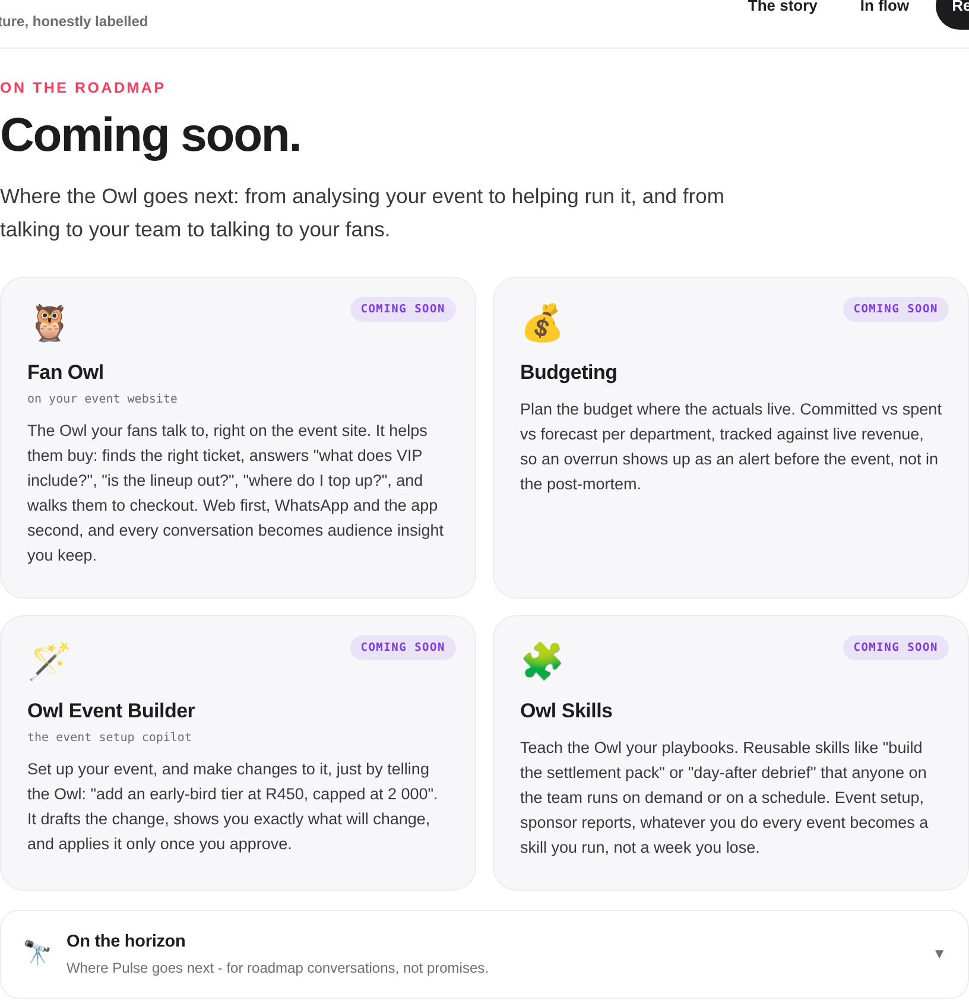 ture, honestly labelled
The story
In flow
Re
ON THE ROADMAP
Coming soon.
Where the Owl goes next: from analysing your event to helping run it, and from
talking to your team to talking to your fans.
COMING SOON
Fan Owl
on your event website
The Owl your fans talk to, right on the event site. It helps
them buy: finds the right ticket, answers "what does VIP
include?", "is the lineup out?", "where do I top up?", and
walks them to checkout. Web first, WhatsApp and the app
second, and every conversation becomes audience insight
you keep.
COMING SOON
Budgeting
Plan the budget where the actuals live. Committed vs spent
vs forecast per department, tracked against live revenue,
so an overrun shows up as an alert before the event, not in
the post-mortem.
COMING SOON
Owl Event Builder
the event setup copilot
Set up your event, and make changes to it, just by telling
the Owl: "add an early-bird tier at R450, capped at 2 000".
It drafts the change, shows you exactly what will change,
and applies it only once you approve.
COMING SOON
Owl Skills
Teach the Owl your playbooks. Reusable skills like "build
the settlement pack" or "day-after debrief" that anyone on
the team runs on demand or on a schedule. Event setup,
sponsor reports, whatever you do every event becomes a
skill you run, not a week you lose.
On the horizon
Where Pulse goes next - for roadmap conversations, not promises.